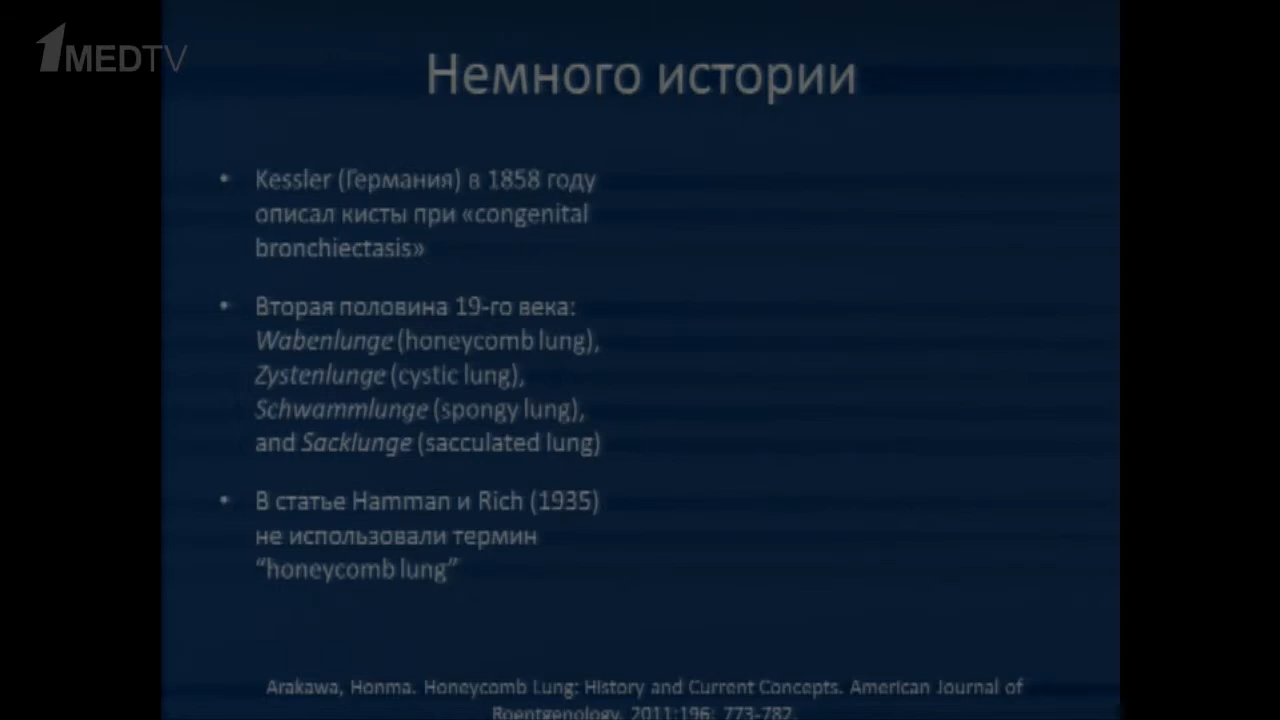 1MEDTV
Немного истории
• Kessler (Германия) в 1858 году
описал кисты при «congenital
bronchiectasis»
• Вторая половина 19-го века:
Wabenlunge (honeycomb lung),
Zystenlunge (cystic lung),
Schwammlunge (spongy lung),
and Sacklunge (sacculated lung)
• В статье Hamman и Rich (1935)
не использовали термин
“honeycomb lung”
Arakawa, Honma. Honeycomb Lung: History and Current Concepts. American Journal of
Roentgenology. 2011:196: 773-782.